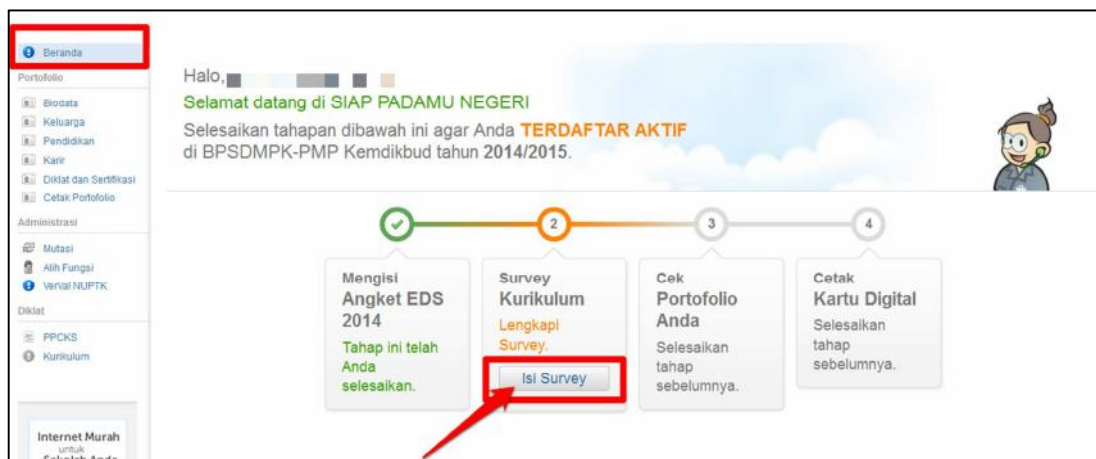 Beranda
Portofolio
Biodata
Keluarga
Pendidikan
Karir
Diklat dan Sertifikasi
Cetak Portofolio
Administrasi
Mutasi
Alih Fungsi
Verval NUPTK
Diklat
PPCKS
Kurikulum
Internet Murah
untuk
Sekolah Anda
Halo,
Selamat datang di SIAP PADAMU NEGERI
Selesaikan tahapan dibawah ini agar Anda TERDAFTAR AKTIF
di BPSDMPK-PMP Kemdikbud tahun 2014/2015.
2
3
4
Mengisi
Angket EDS
2014
Tahap ini telah
Anda
selesaikan.
Survey
Kurikulum
Lengkapi
Survey.
Isi Survey
Cek
Portofolio
Anda
Selesaikan
tahap
sebelumnya.
Cetak
Kartu Digital
Selesaikan
tahap
sebelumnya.